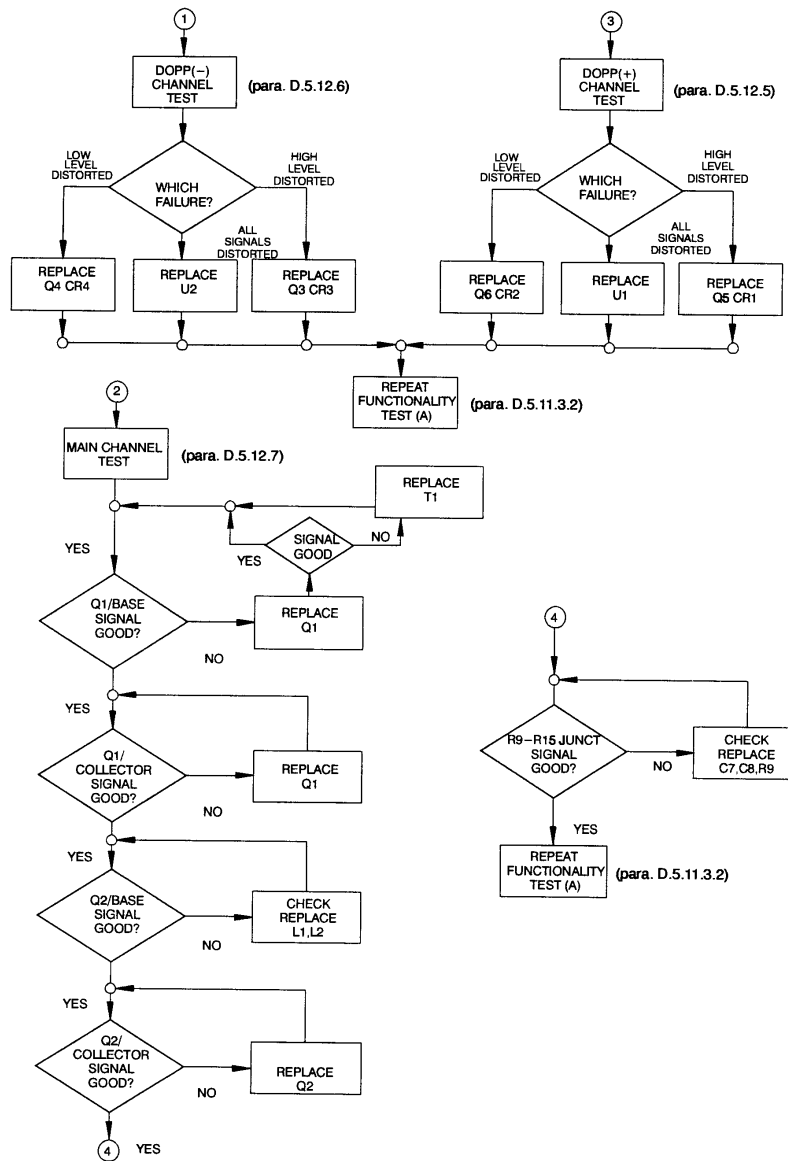 1
DOPP(−)
CHANNEL
TEST
(para. D.5.12.6)
LOW
LEVEL
DISTORTED
WHICH
FAILURE?
HIGH
LEVEL
DISTORTED
ALL
SIGNALS
DISTORTED
REPLACE
Q4 CR4
REPLACE
U2
REPLACE
Q3 CR3
3
DOPP(+)
CHANNEL
TEST
(para. D.5.12.5)
LOW
LEVEL
DISTORTED
WHICH
FAILURE?
HIGH LEVEL
DISTORTED
ALL
SIGNALS
DISTORTED
REPLACE
Q6 CR2
REPLACE
U1
REPLACE
Q5 CR1
REPEAT
FUNCTIONALITY
TEST (A)
(para. D.5.11.3.2)
2
MAIN CHANNEL
TEST
(para. D.5.12.7)
REPLACE
T1
YES
SIGNAL
GOOD
YES
NO
Q1/BASE
SIGNAL
GOOD?
NO
REPLACE
Q1
YES
Q1/
COLLECTOR
SIGNAL
GOOD?
NO
REPLACE
Q1
YES
Q2/BASE
SIGNAL
GOOD?
NO
CHECK
REPLACE
L1,L2
YES
Q2/
COLLECTOR
SIGNAL
GOOD?
NO
REPLACE
Q2
4
YES
4
R9−R15 JUNCT
SIGNAL
GOOD?
NO
CHECK
REPLACE
C7,C8,R9
YES
REPEAT
FUNCTIONALITY
TEST (A)
(para. D.5.11.3.2)